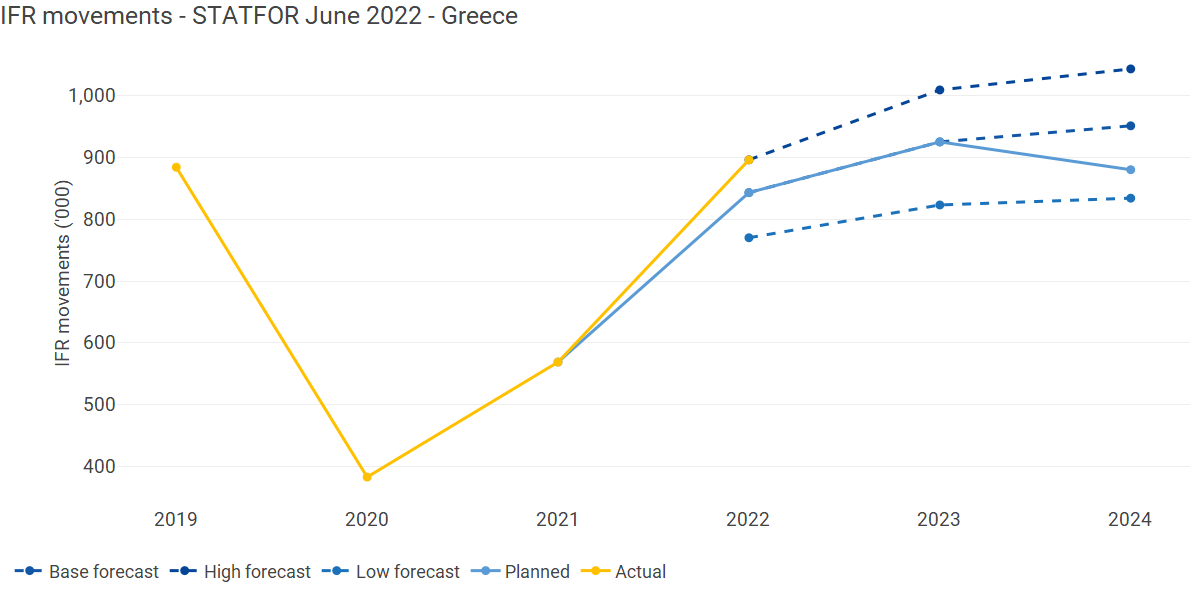 IFR movements - STATFOR June 2022 - Greece
IFR movements ('000)
1,000
900
800
700
600
500
400
2019 2020 2021 2022 2023 2024
Base forecast High forecast Low forecast Planned Actual